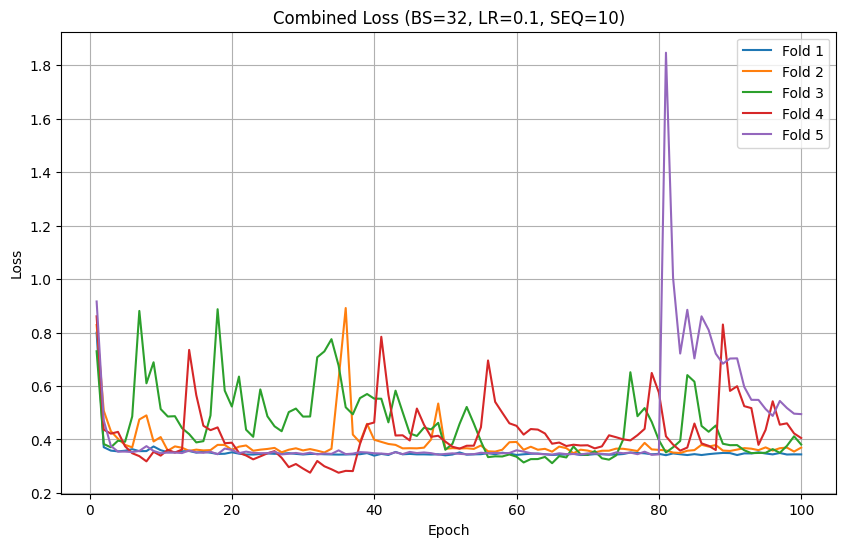 Combined Loss (BS=32, LR=0.1, SEQ=10)
Fold 1
Fold 2
Fold 3
Fold 4
Fold 5
Loss
1.8
1.6
1.4
1.2
1.0
0.8
0.6
0.4
0.2
0
20
40
60
80
100
Epoch